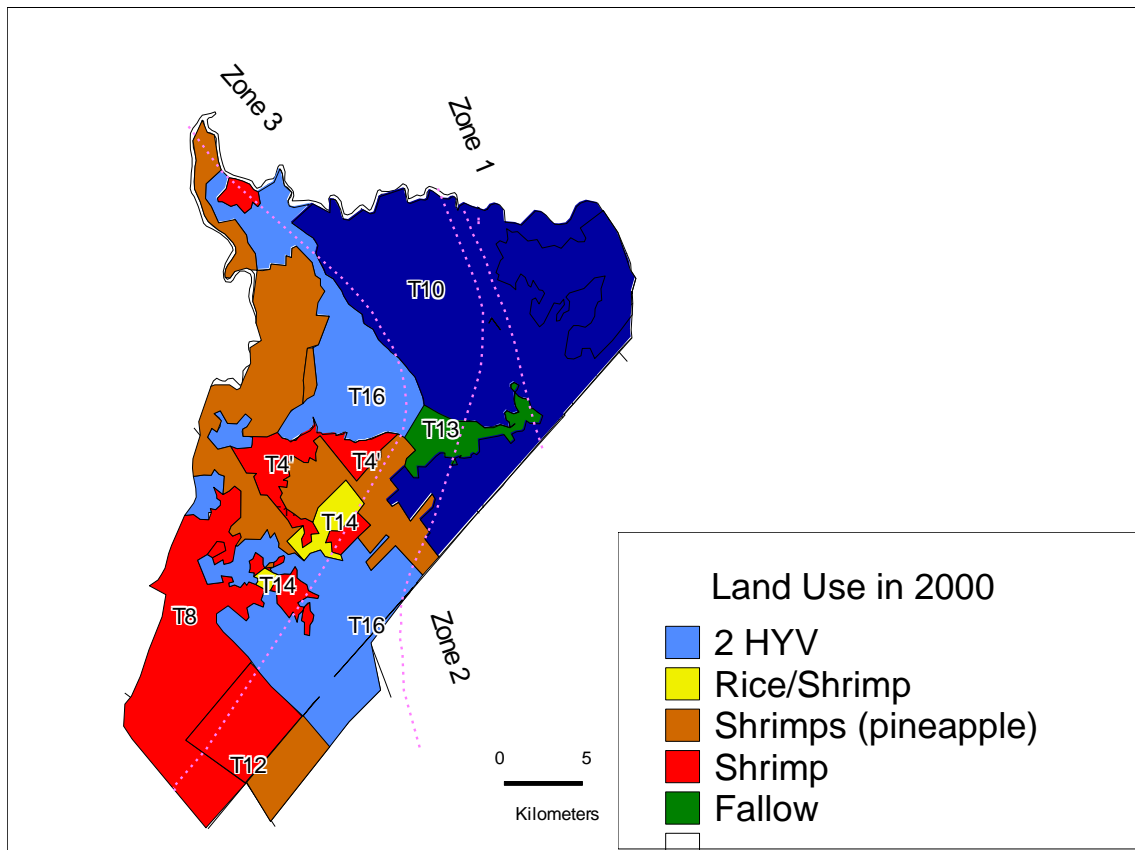 Zone 3
Zone 1
T10
T16
T13
T4'
T4'
T14
T14
T8
T16
Zone 2
T12
0 5
Kilometers
Land Use in 2000
2 HYV
Rice/Shrimp
Shrimps (pineapple)
Shrimp
Fallow